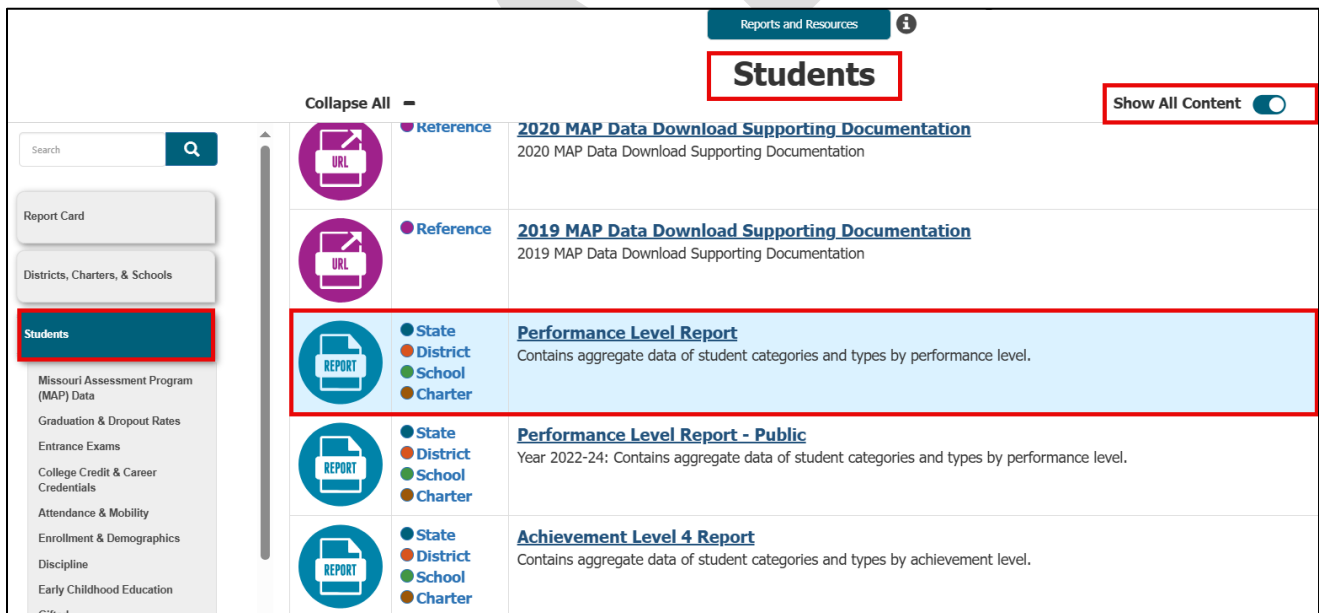 Reports and Resources
Students
Collapse All
Show All Content
Search
Report Card
Districts, Charters, & Schools
Students
Missouri Assessment Program
(MAP) Data
Graduation & Dropout Rates
Entrance Exams
College Credit & Career
Credentials
Attendance & Mobility
Enrollment & Demographics
Discipline
Early Childhood Education
URL
Reference
2020 MAP Data Download Supporting Documentation
2020 MAP Data Download Supporting Documentation
URL
Reference
2019 MAP Data Download Supporting Documentation
2019 MAP Data Download Supporting Documentation
REPORT
State
District
School
Charter
Performance Level Report
Contains aggregate data of student categories and types by performance level.
REPORT
State
District
School
Charter
Performance Level Report - Public
Year 2022-24: Contains aggregate data of student categories and types by performance level.
REPORT
State
District
School
Charter
Achievement Level 4 Report
Contains aggregate data of student categories and types by achievement level.